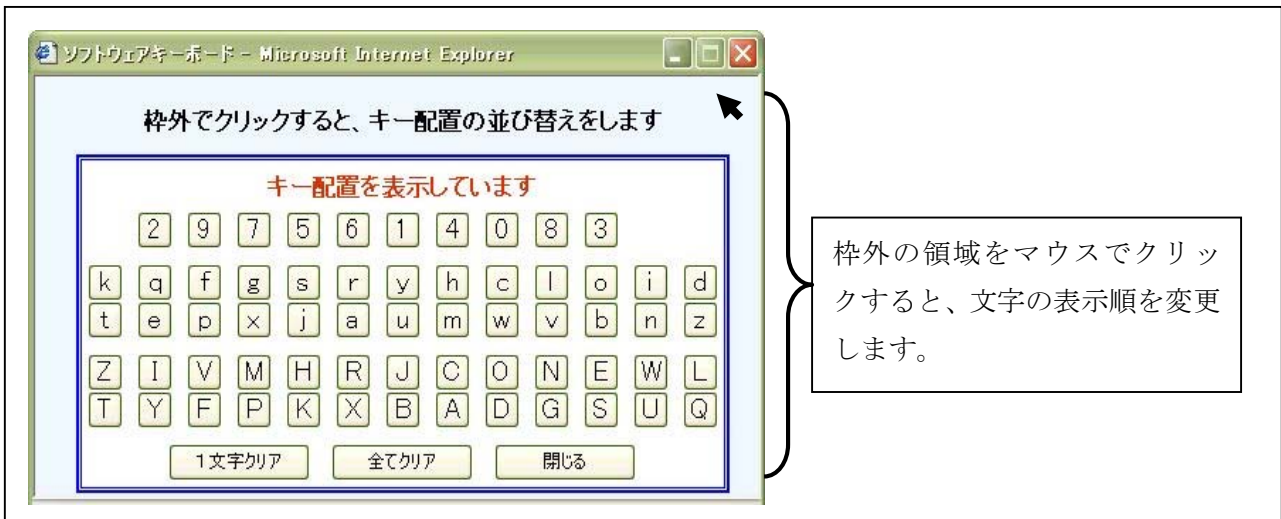 ソフトウェアキーボード - Microsoft Internet Explorer
枠外でクリックすると、キー配置の並び替えをします
キー配置を表示しています
2 9 7 5 6 1 4 0 8 3
k q f g s r y h c l o i d
t e p x j a u m w v b n z
Z I V M H R J C O N E W L
T Y F P K X B A D G S U Q
1文字クリア 全てクリア 閉じる
枠外の領域をマウスでクリッ
クすると、文字の表示順を変更
します。